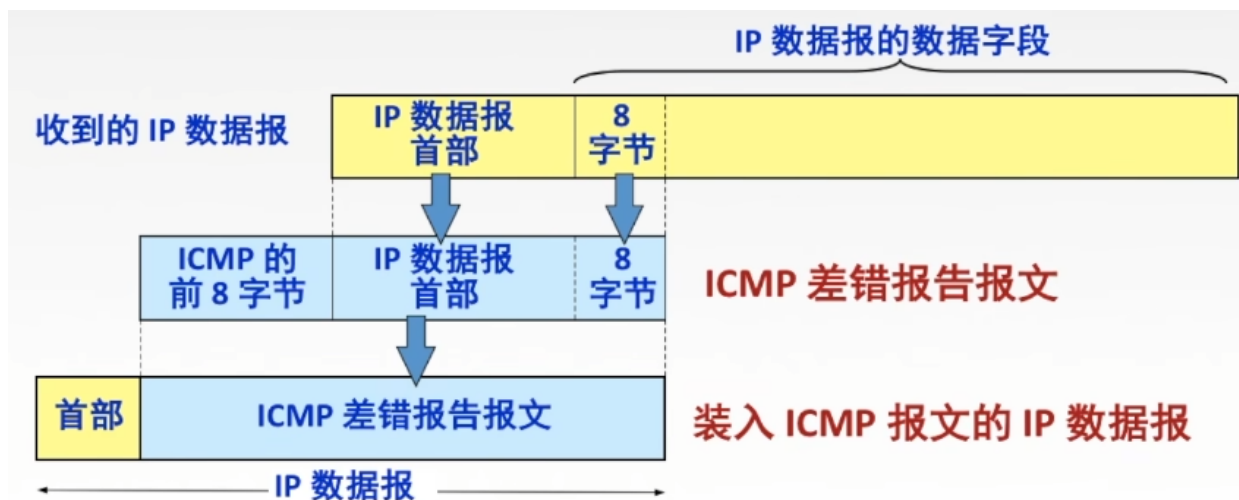 IP 数据报的数据字段
收到的 IP 数据报
IP 数据报
首部
8
字节
ICMP 的
前 8 字节
IP 数据报
首部
8
字节
ICMP 差错报告报文
首部
ICMP 差错报告报文
装入 ICMP 报文的 IP 数据报
IP 数据报